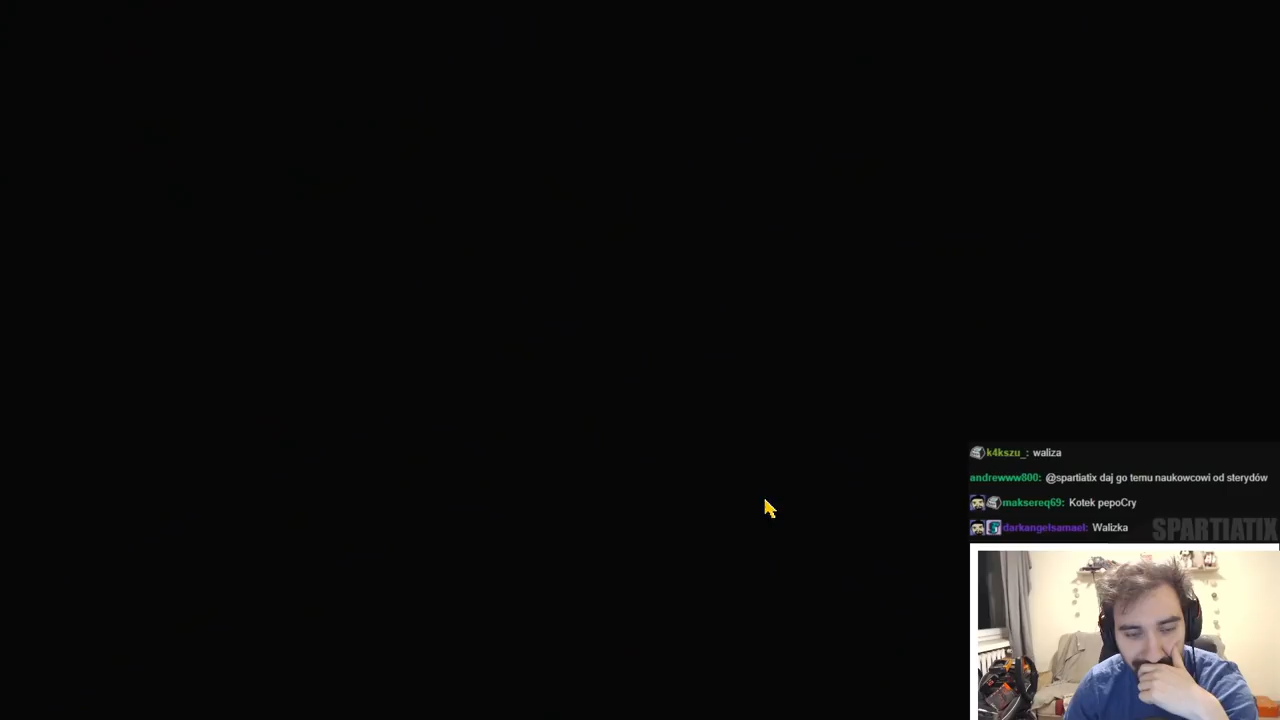 k4kszu_: waliza
andrewww800: @spartiatix daj go temu naukowcowi od sterydów
maksereq69: Kotek pepoCry
darkangelsamael: Walizka
SPARTIATIX